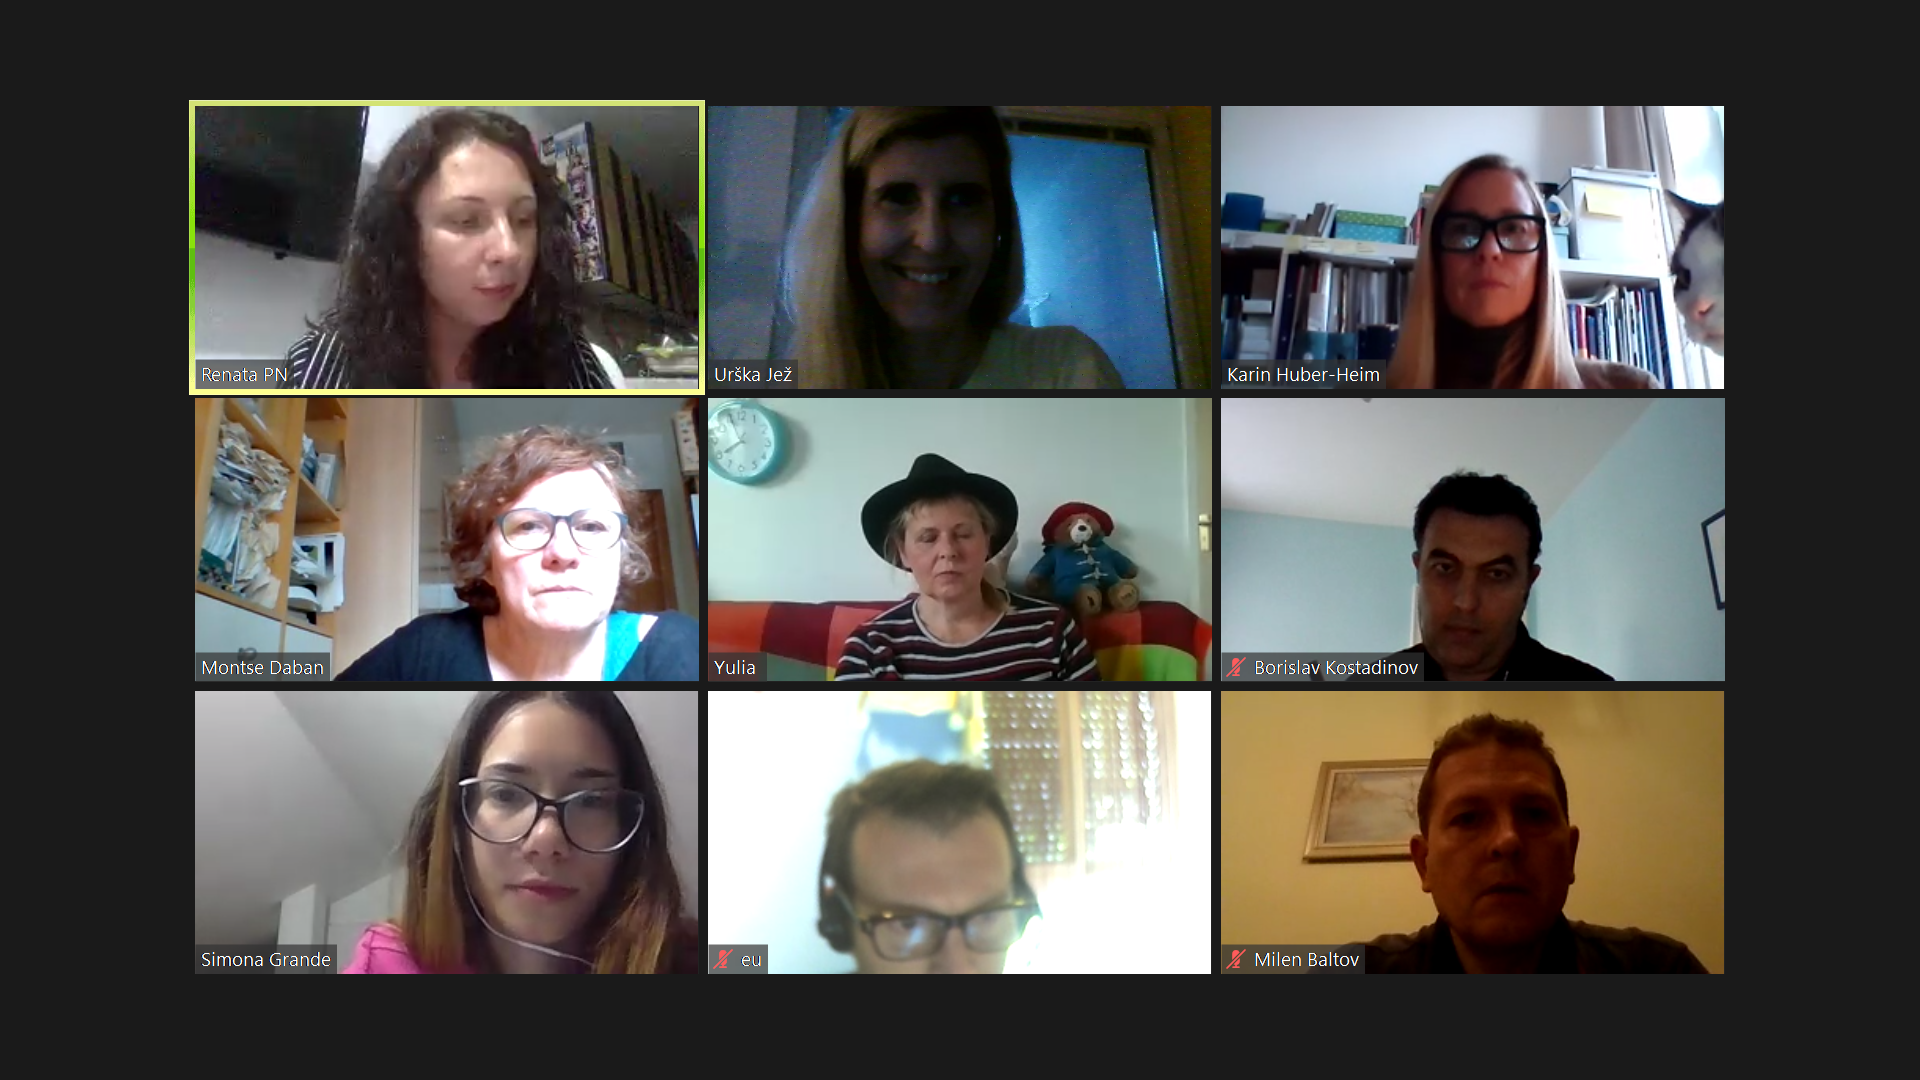 Renata PN
Urška Jež
Karin Huber-Heim
Montse Daban
Yulia
Borislav Kostadinov
Simona Grande
eu
Milen Baltov